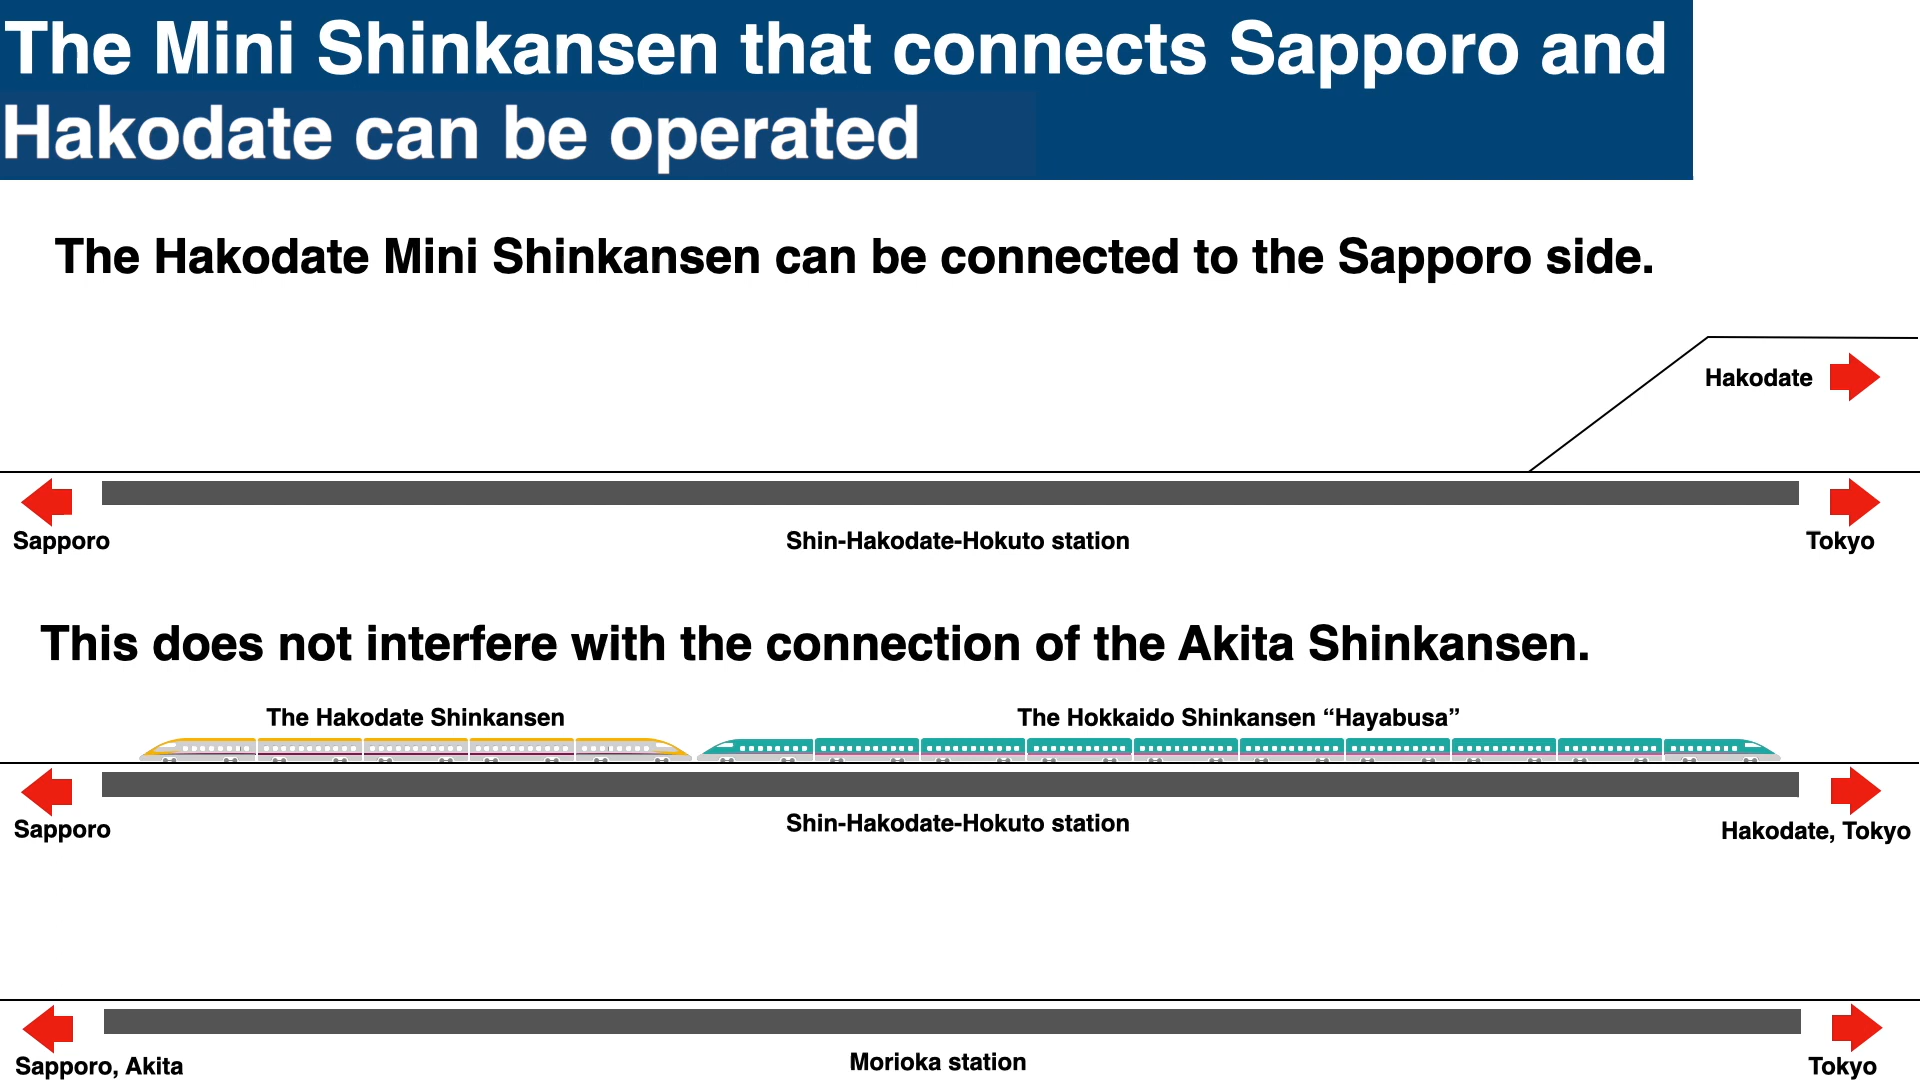 The Mini Shinkansen that connects Sapporo and
Hakodate can be operated
The Hakodate Mini Shinkansen can be connected to the Sapporo side.
Hakodate
Sapporo
Shin-Hakodate-Hokuto station
Tokyo
This does not interfere with the connection of the Akita Shinkansen.
The Hakodate Shinkansen
The Hokkaido Shinkansen “Hayabusa”
Sapporo
Shin-Hakodate-Hokuto station
Hakodate, Tokyo
Sapporo, Akita
Morioka station
Tokyo